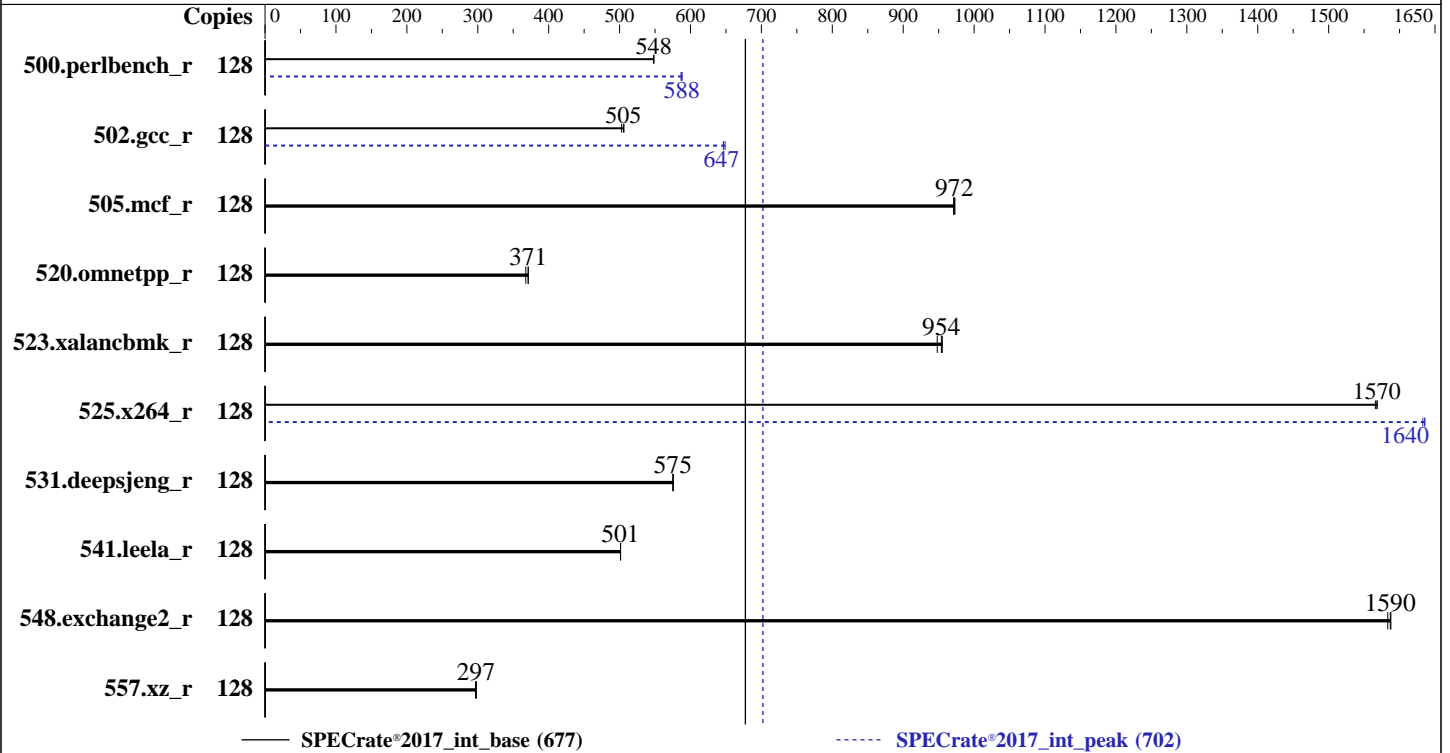 Copies 0 100 200 300 400 500 600 700 800 900 1000 1100 1200 1300 1400 1500 1650
500.perlbench_r 128 548
588
502.gcc_r 128 505
647
505.mcf_r 128 972
520.omnetpp_r 128 371
523.xalancbmk_r 128 954
525.x264_r 128 1570
1640
531.deepsjeng_r 128 575
541.leela_r 128 501
548.exchange2_r 128 1590
557.xz_r 128 297
SPECrate®2017_int_base (677) SPECrate®2017_int_peak (702)